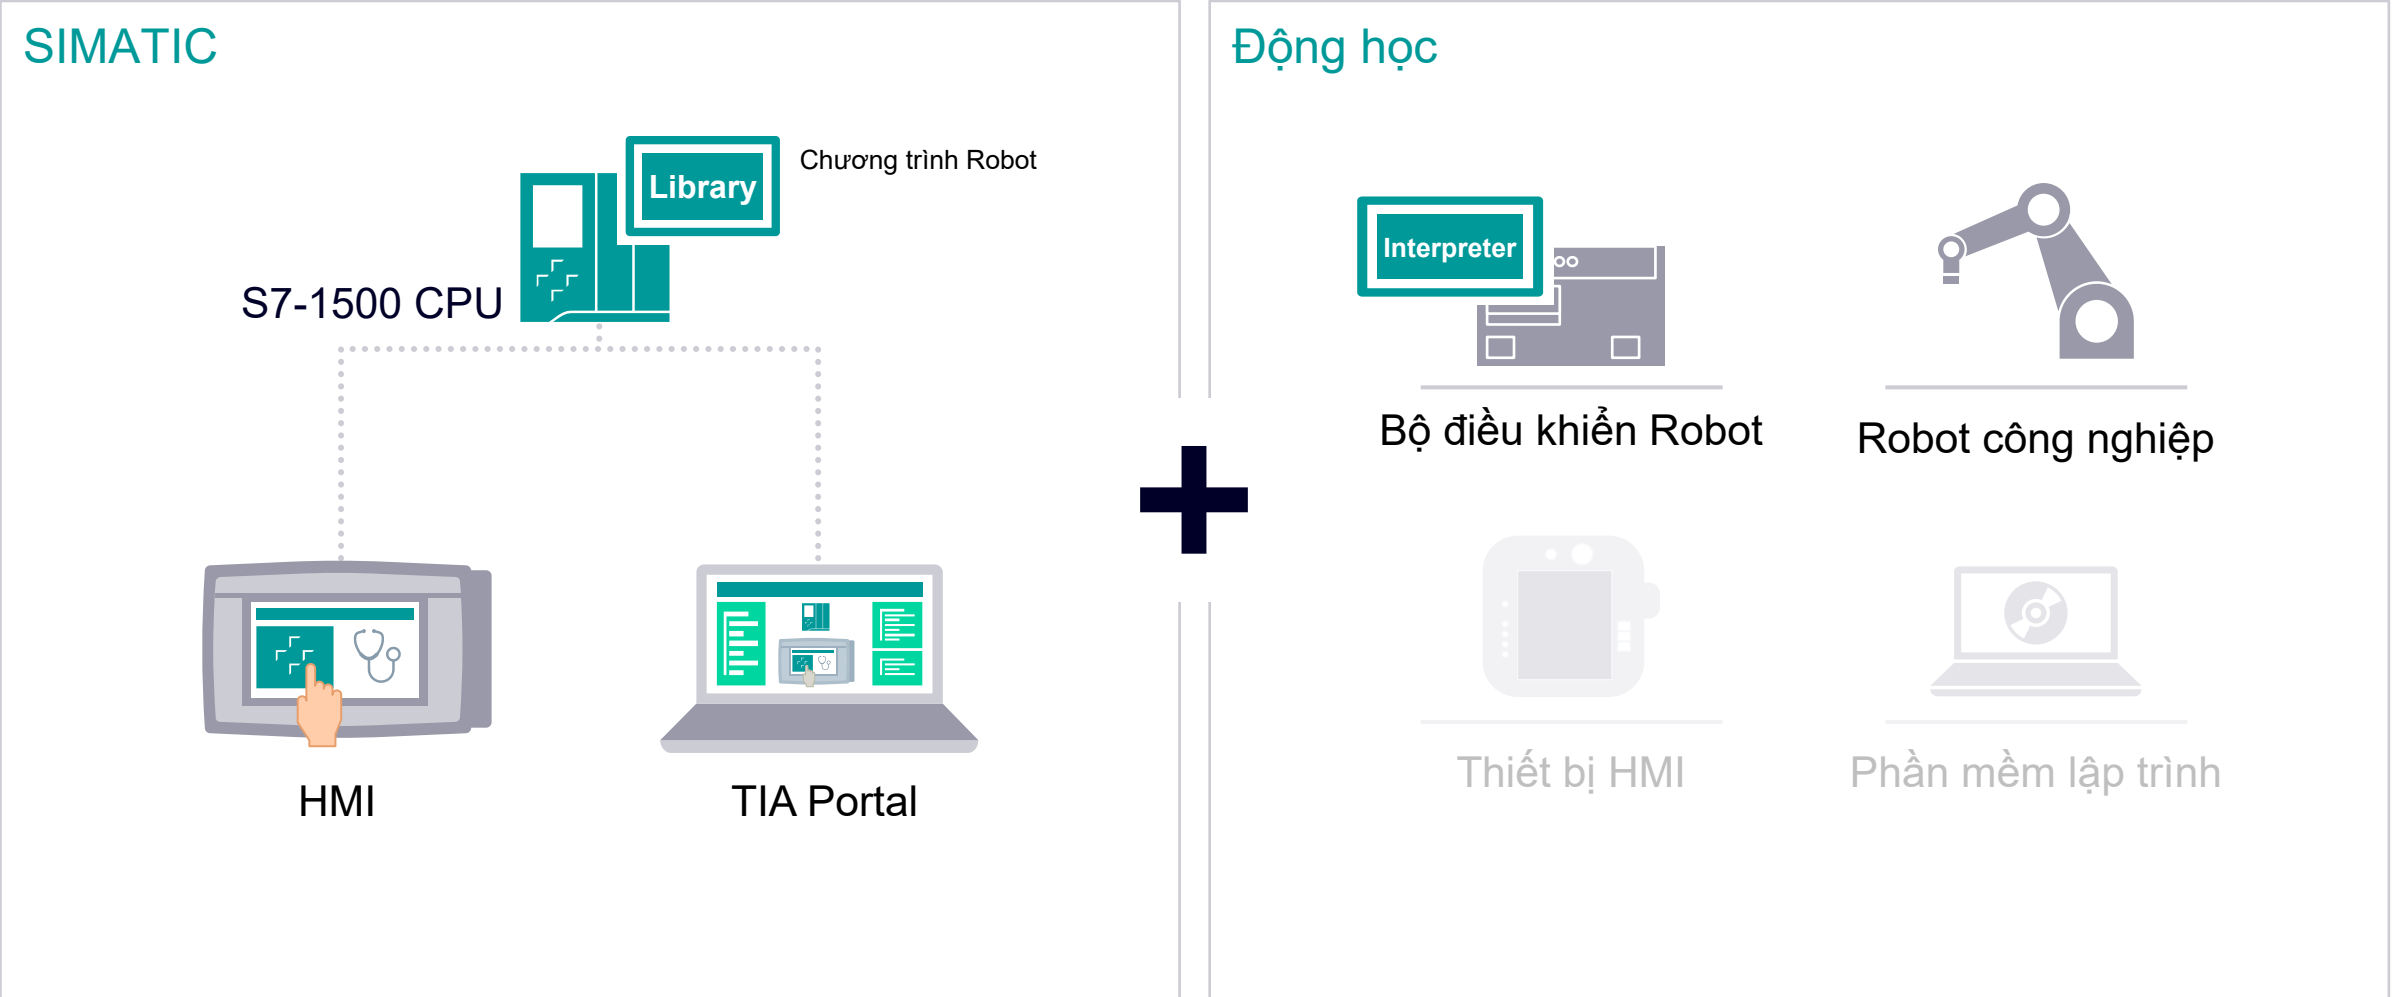 SIMATIC
Library
Chương trình Robot
S7-1500 CPU
HMI
TIA Portal
Động học
Interpreter
Bộ điều khiển Robot
Robot công nghiệp
Thiết bị HMI
Phần mềm lập trình